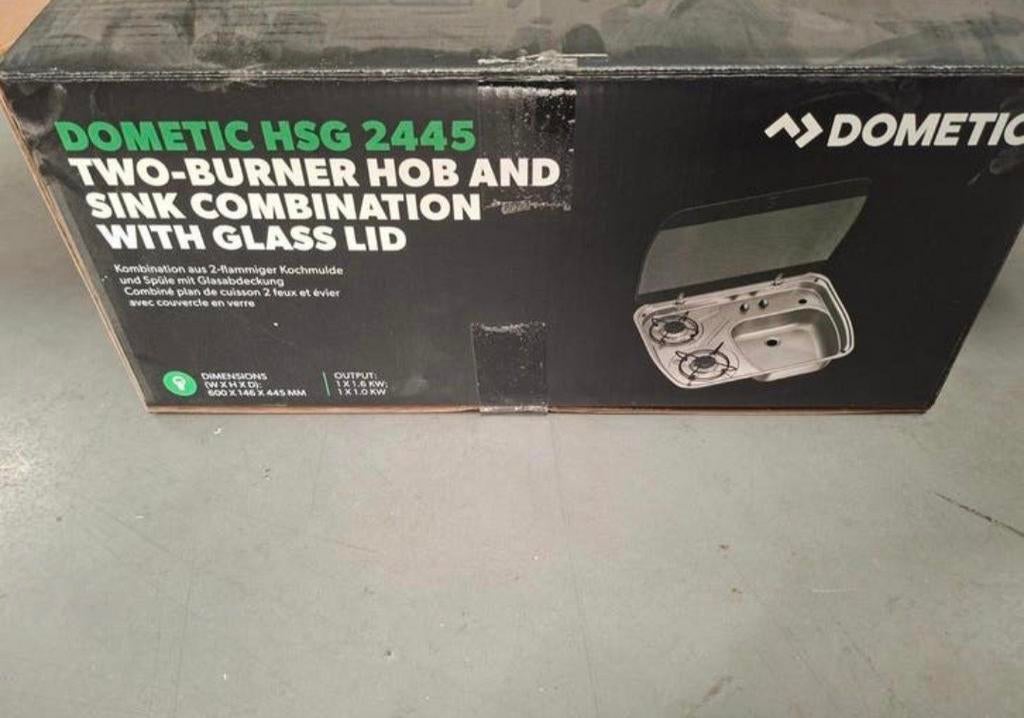 DOMETIC HSG 2445
TWO-BURNER HOB AND
SINK COMBINATION
WITH GLASS LID
Kombination aus 2-flammiger Kochmulde
und Spüle mit Glasabdeckung
Combiné plan de cuisson 2 feux et évier
avec couvercle en verre
DIMENSIONS
(W X H X D):
600 X 146 X 445 MM
OUTPUT:
1 X 1.6 KW;
1 X 1.0 KW
DOMETIC